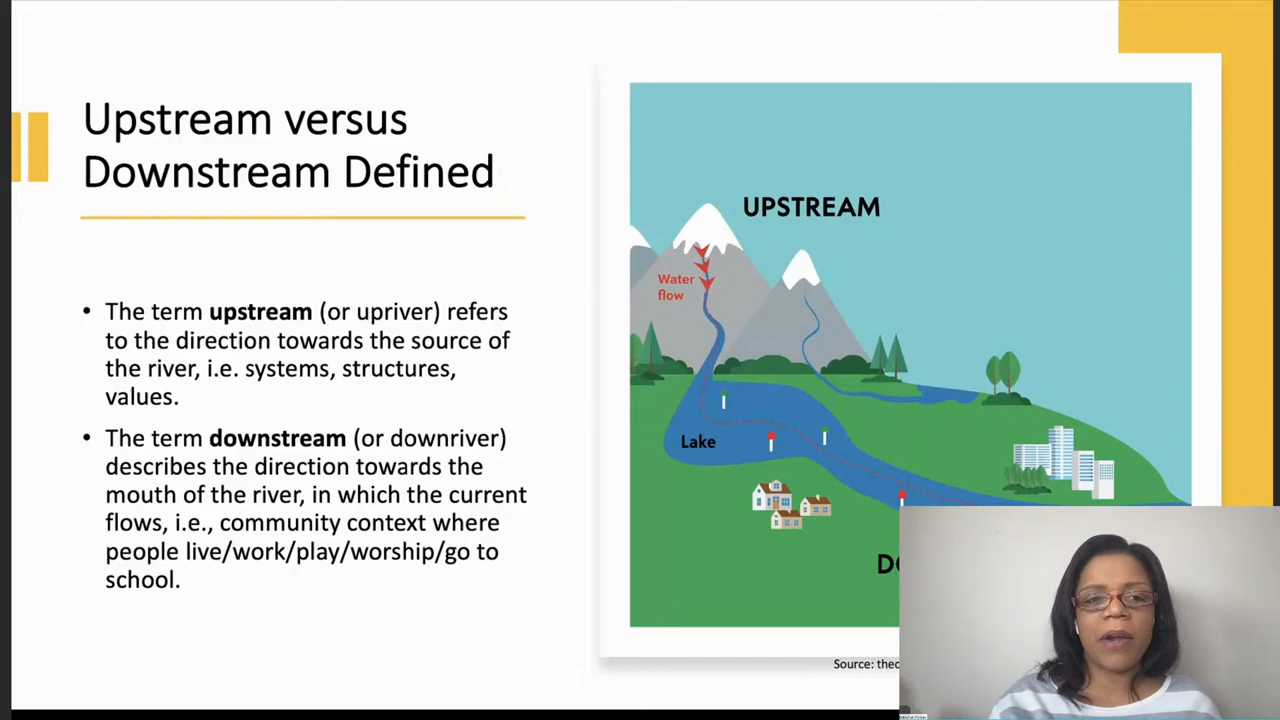 Upstream versus
Downstream Defined
• The term upstream (or upriver) refers
to the direction towards the source of
the river, i.e. systems, structures,
values.
• The term downstream (or downriver)
describes the direction towards the
mouth of the river, in which the current
flows, i.e., community context where
people live/work/play/worship/go to
school.
UPSTREAM
Water
flow
Lake
Source: